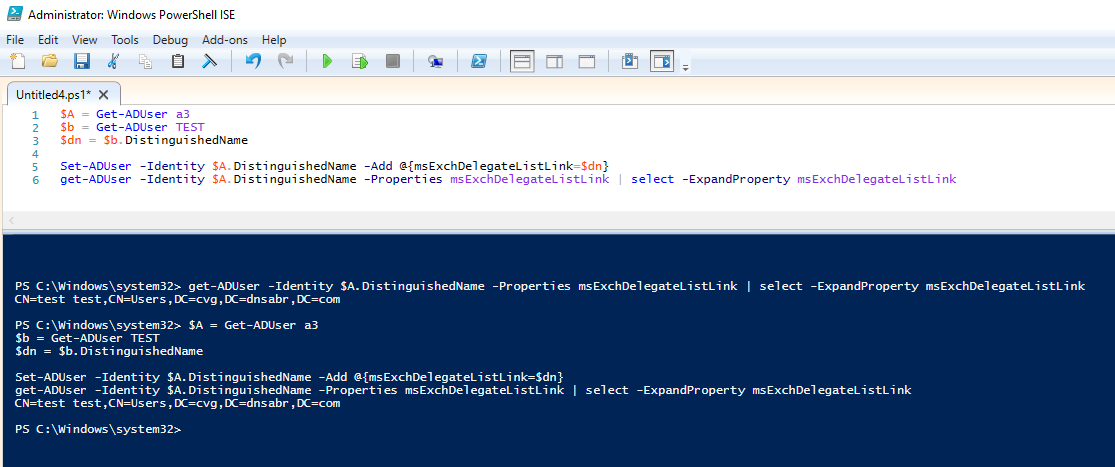 Administrator: Windows PowerShell ISE
File Edit View Tools Debug Add-ons Help
Untitled4.ps1* X
1 $A = Get-ADUser a3
2 $b = Get-ADUser TEST
3 $dn = $b.DistinguishedName
4
5 Set-ADUser -Identity $A.DistinguishedName -Add @{msExchDelegateListLink=$dn}
6 get-ADUser -Identity $A.DistinguishedName -Properties msExchDelegateListLink | select -ExpandProperty msExchDelegateListLink
PS C:\Windows\system32> get-ADUser -Identity $A.DistinguishedName -Properties msExchDelegateListLink | select -ExpandProperty msExchDelegateListLink
CN=test test,CN=Users,DC=cvg,DC=dnsabr,DC=com
PS C:\Windows\system32> $A = Get-ADUser a3
$b = Get-ADUser TEST
$dn = $b.DistinguishedName
Set-ADUser -Identity $A.DistinguishedName -Add @{msExchDelegateListLink=$dn}
get-ADUser -Identity $A.DistinguishedName -Properties msExchDelegateListLink | select -ExpandProperty msExchDelegateListLink
CN=test test,CN=Users,DC=cvg,DC=dnsabr,DC=com
PS C:\Windows\system32>